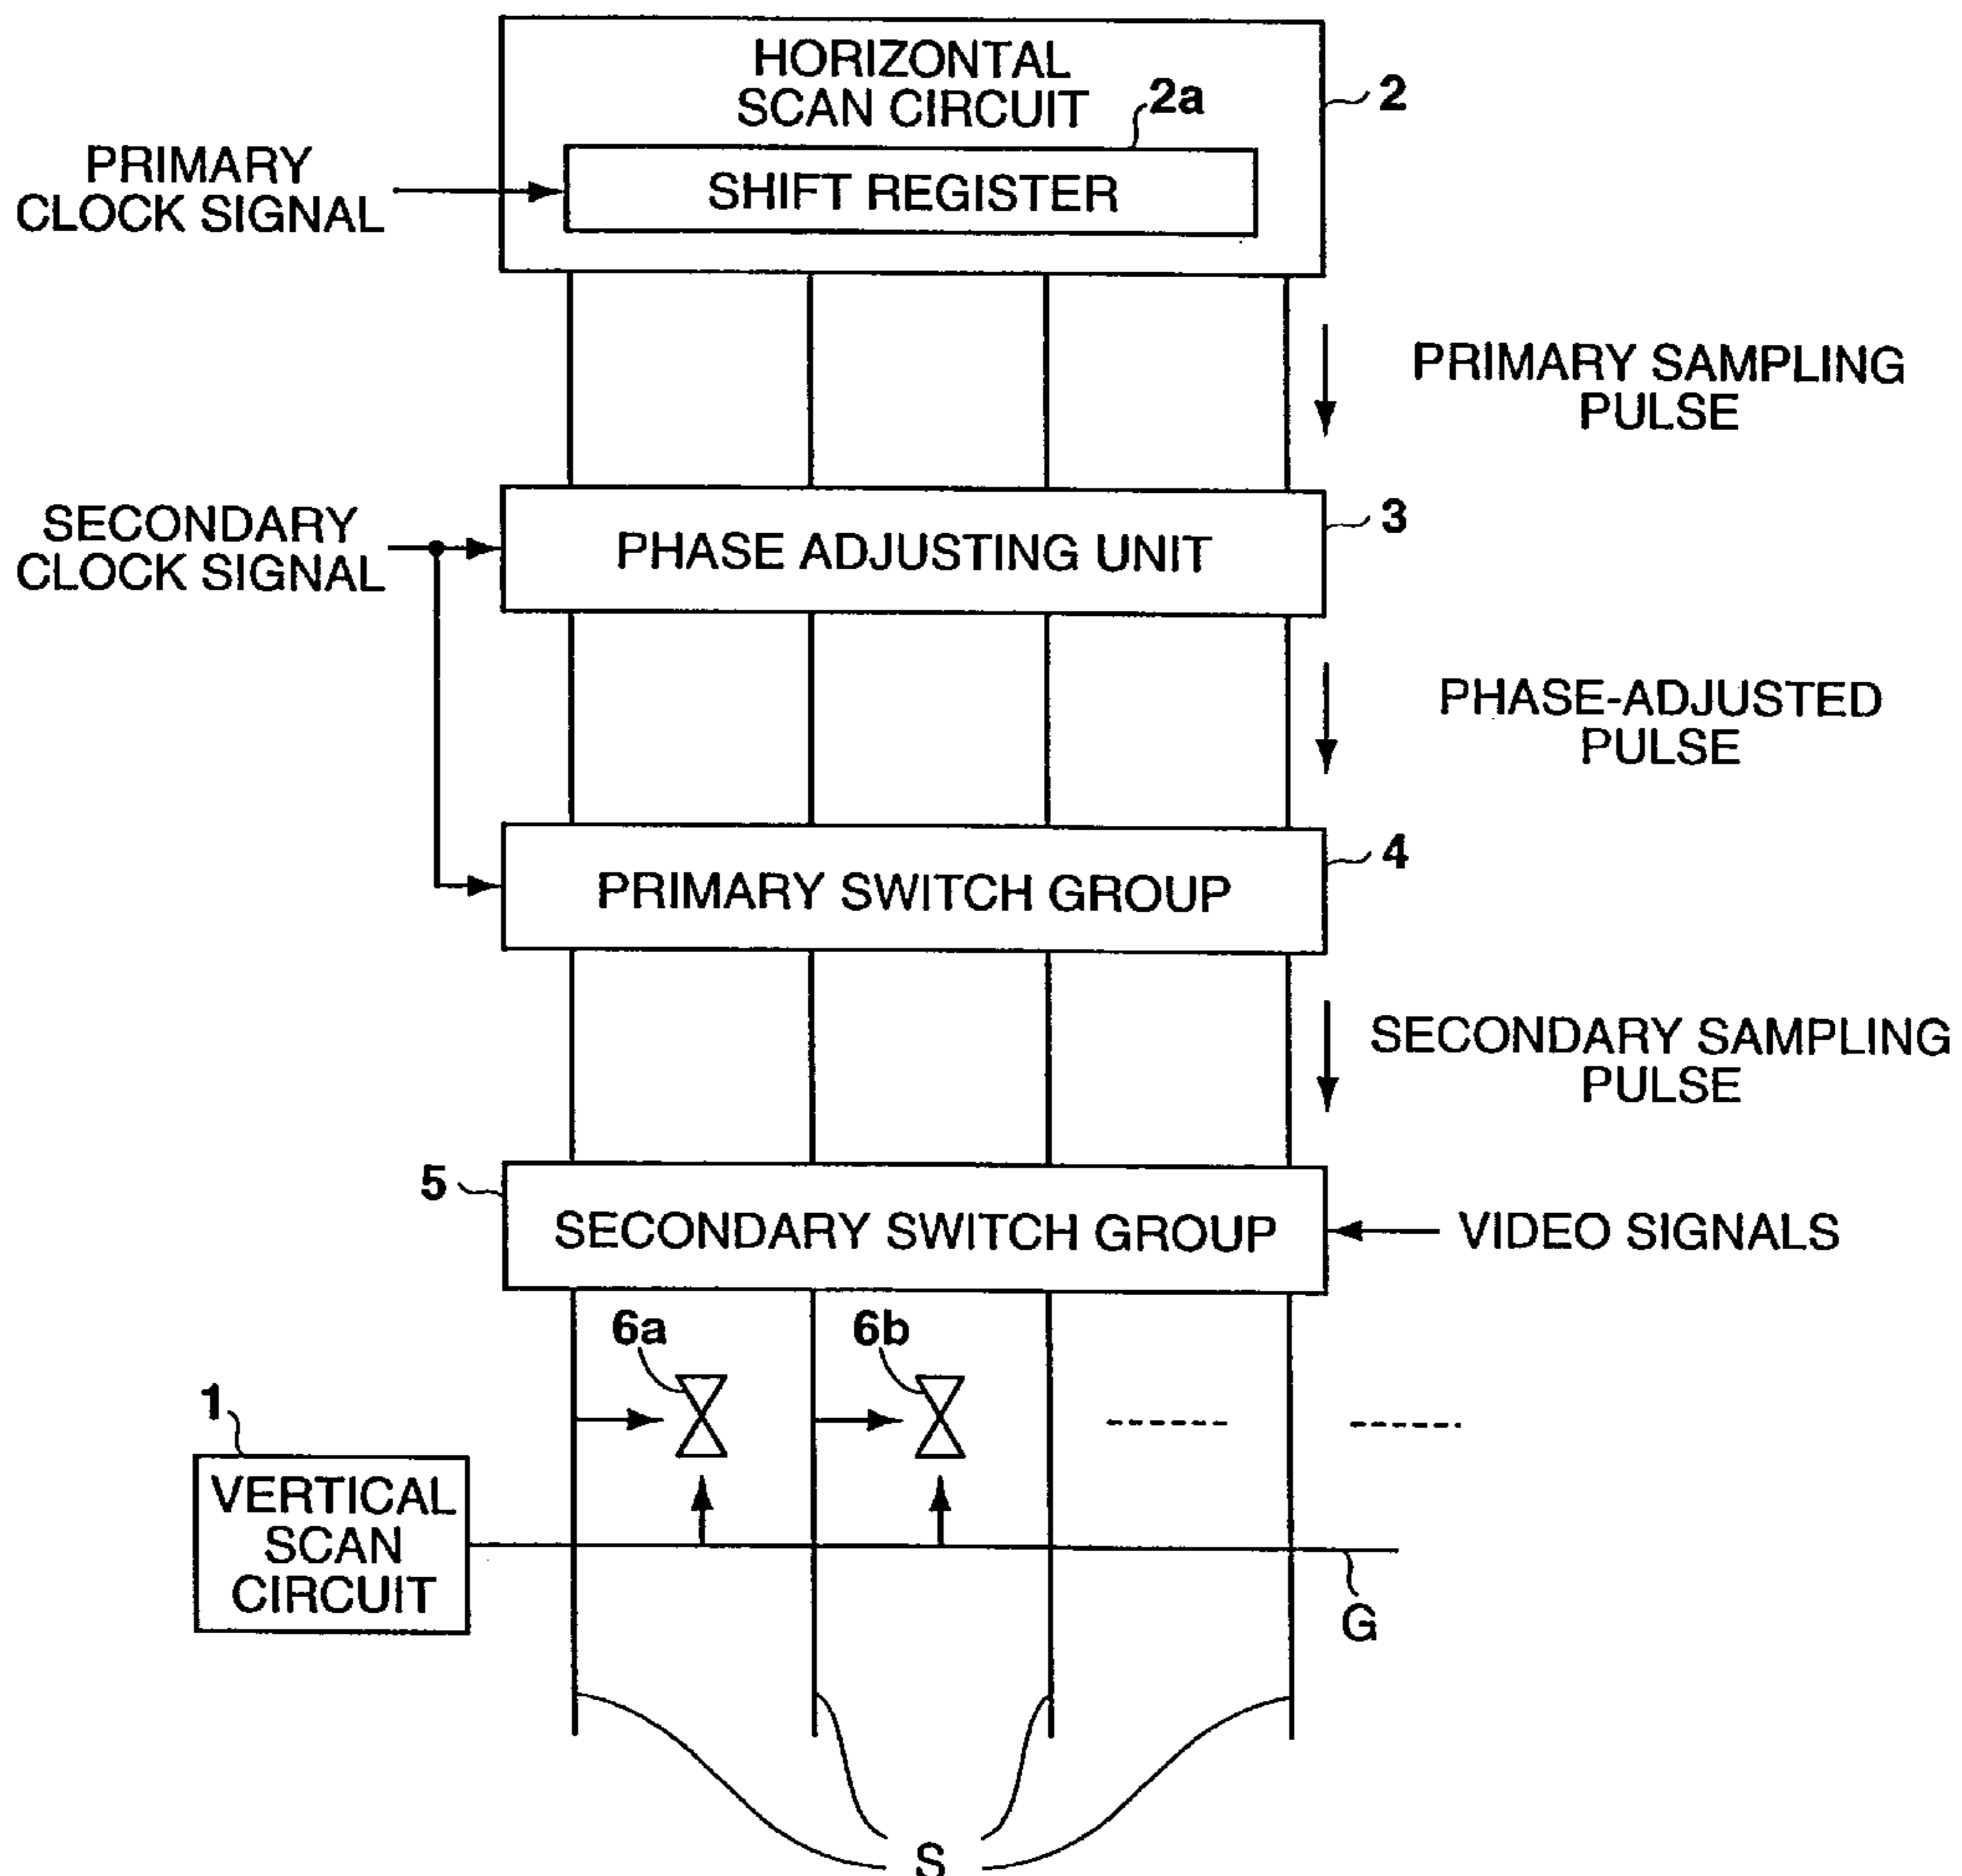 HORIZONTAL
SCAN CIRCUIT
2
2a
PRIMARY
CLOCK SIGNAL
SHIFT REGISTER
PRIMARY SAMPLING
PULSE
SECONDARY
CLOCK SIGNAL
PHASE ADJUSTING UNIT
3
PHASE-ADJUSTED
PULSE
PRIMARY SWITCH GROUP
4
SECONDARY SAMPLING
PULSE
5
SECONDARY SWITCH GROUP
VIDEO SIGNALS
6a
6b
1
VERTICAL
SCAN
CIRCUIT
G
S